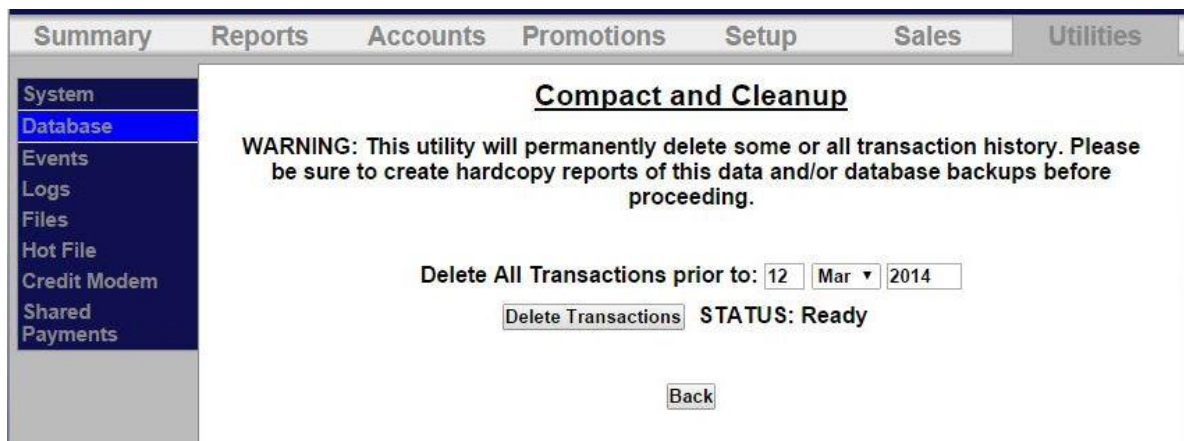 Summary Reports Accounts Promotions Setup Sales Utilities
System
Database
Events
Logs
Files
Hot File
Credit Modem
Shared
Payments
Compact and Cleanup
WARNING: This utility will permanently delete some or all transaction history. Please
be sure to create hardcopy reports of this data and/or database backups before
proceeding.
Delete All Transactions prior to: 12 Mar 2014
Delete Transactions STATUS: Ready
Back